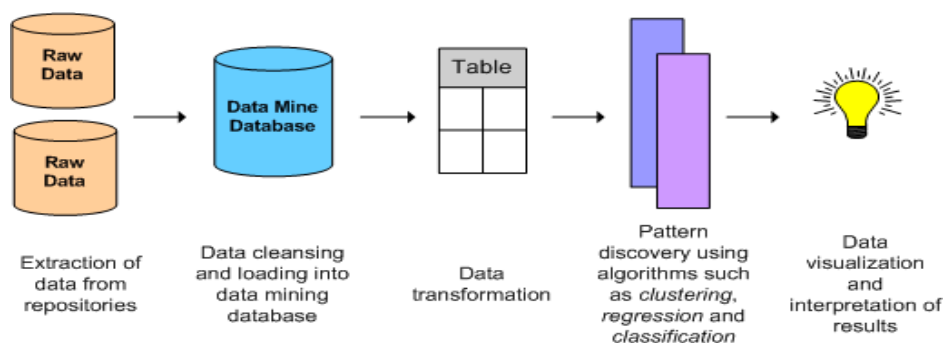 Raw
Data
Raw
Data
Data Mine
Database
Table
Extraction of
data from
repositories
Data cleansing
and loading into
data mining
database
Data
transformation
Pattern
discovery using
algorithms such
as clustering,
regression and
classification
Data
visualization
and
interpretation of
results